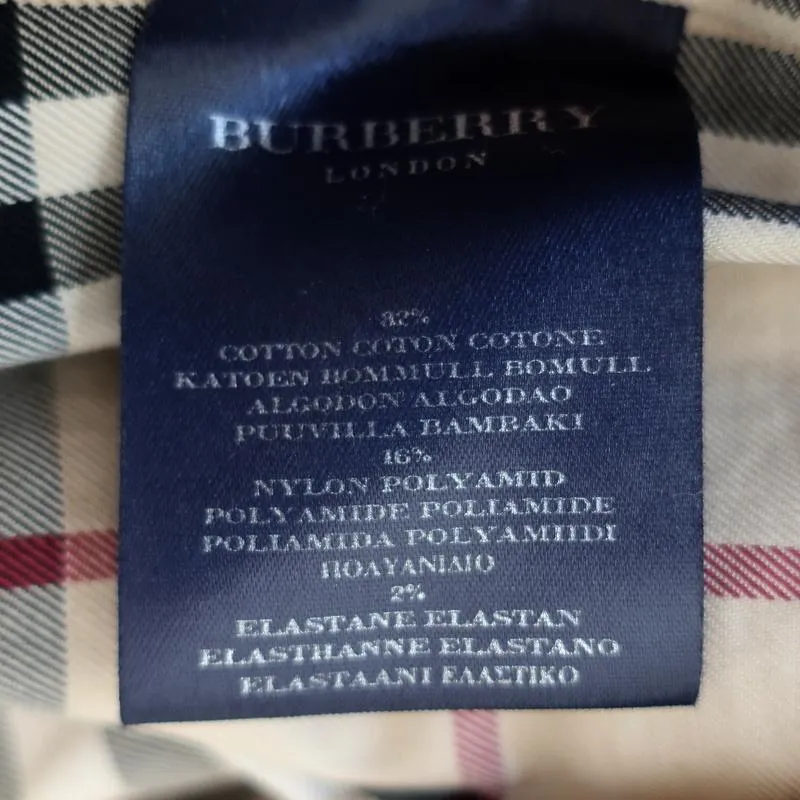 BURBERRY
LONDON
82%
COTTON COTON COTONE
KATOEN BOMMULL BOMULL
ALGODON ALGODAO
PUUVILLA BAMBAKI
16%
NYLON POLYAMID
POLYAMIDE POLIAMIDE
POLIAMIDA POLYAMIIDI
ΠΟΛΥΑΝΙΔΙΟ
2%
ELASTANE ELASTAN
ELASTHANNE ELASTANO
ELASTAANI ΕΛΑΣΤΙΚΟ